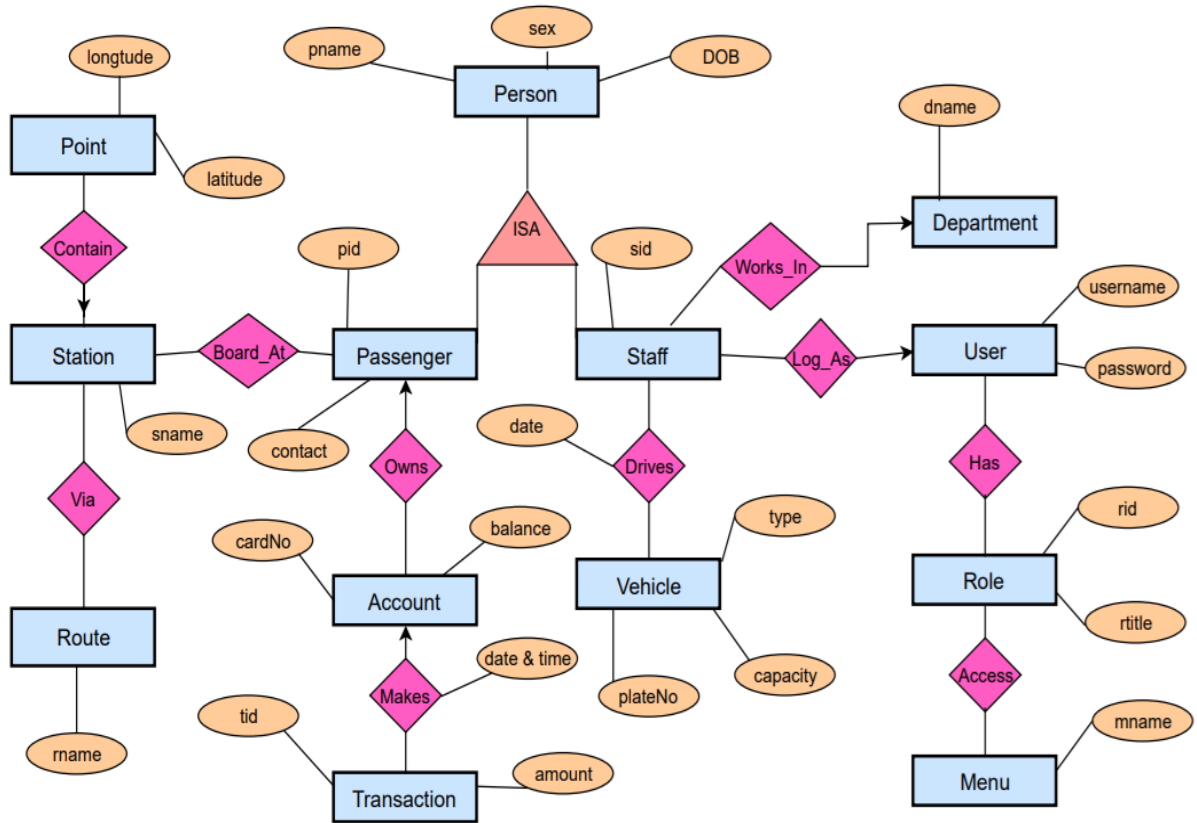 sex
pname
DOB
longtude
Person
dname
Point
latitude
Department
ISA
Contain
pid
sid
Works_In
username
Station
Board_At
Passenger
Staff
Log_As
User
password
sname
contact
date
Owns
Drives
Has
Via
type
rid
cardNo
balance
Account
Vehicle
Role
Route
date & time
rtitle
capacity
Access
Makes
plateNo
tid
mname
rname
amount
Transaction
Menu